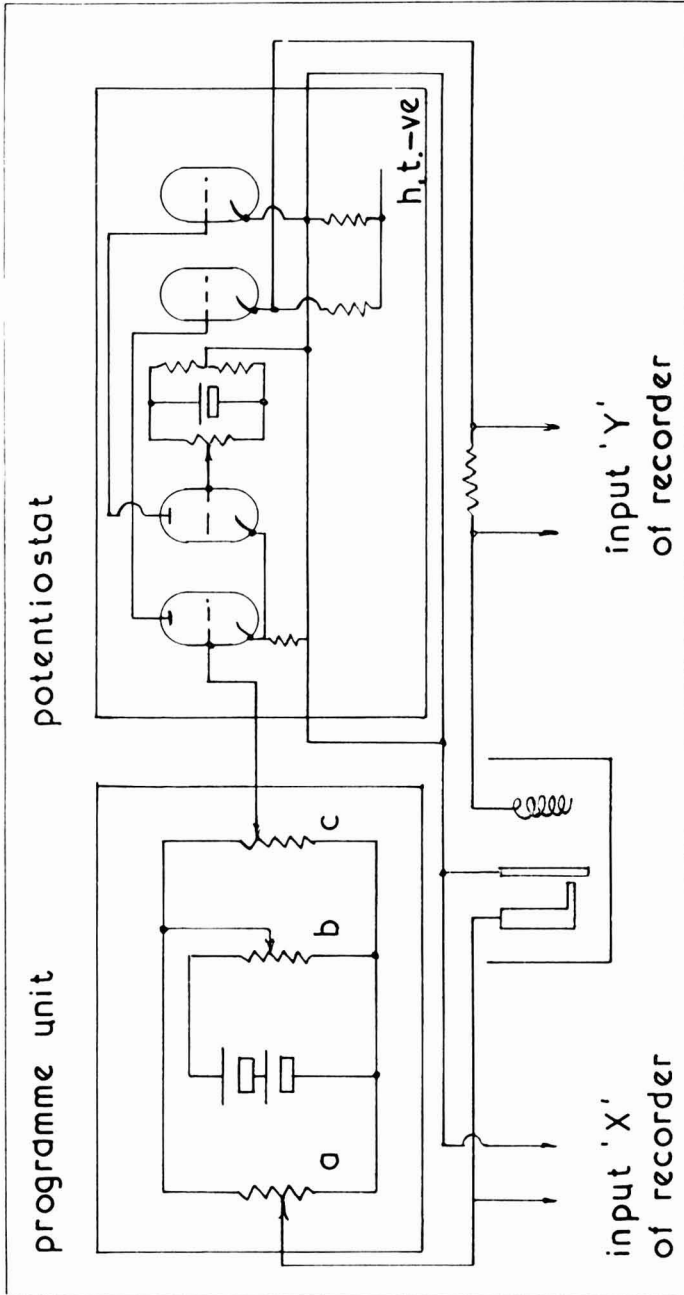 programme unit
potentiostat
a
b
c
h.t.-ve
input 'X'
of recorder
input 'Y'
of recorder